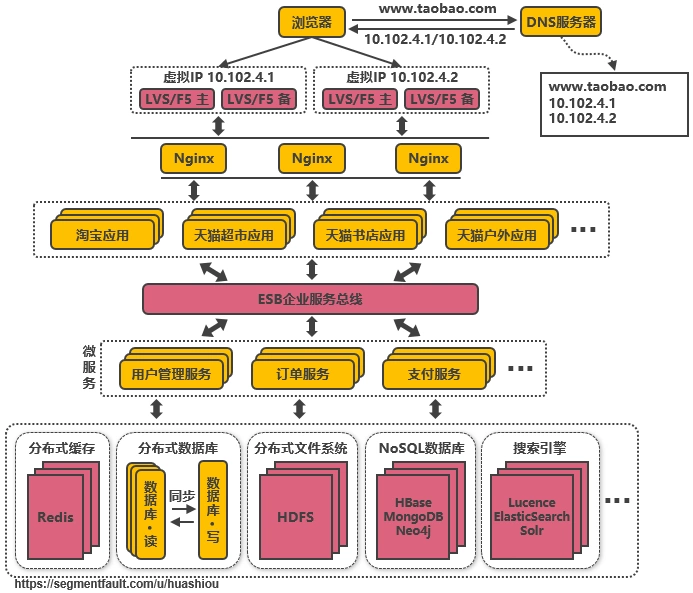 www.taobao.com
浏览器
DNS服务器
10.102.4.1/10.102.4.2
虚拟IP 10.102.4.1
虚拟IP 10.102.4.2
LVS/F5 主
LVS/F5 备
LVS/F5 主
LVS/F5 备
www.taobao.com
10.102.4.1
10.102.4.2
Nginx
Nginx
Nginx
淘宝应用
天猫超市应用
天猫书店应用
天猫户外应用
...
ESB企业服务总线
微服务
用户管理服务
订单服务
支付服务
...
分布式缓存
Redis
分布式数据库
数据库·读
同步
数据库·写
分布式文件系统
HDFS
NoSQL数据库
HBase
MongoDB
Neo4j
搜索引擎
Lucence
ElasticSearch
Solr
...
https://segmentfault.com/u/huashiou